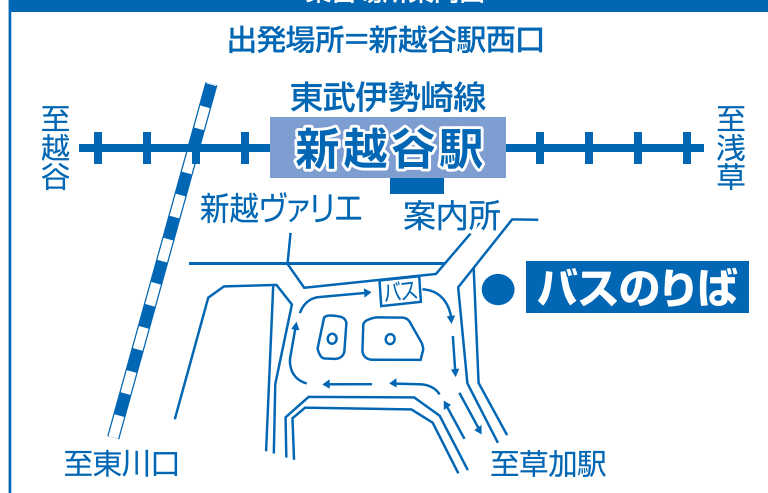 出発場所＝新越谷駅西口
東武伊勢崎線
至越谷
新越谷駅
至浅草
新越ヴァリエ
案内所
バス
バスのりば
至東川口
至草加駅